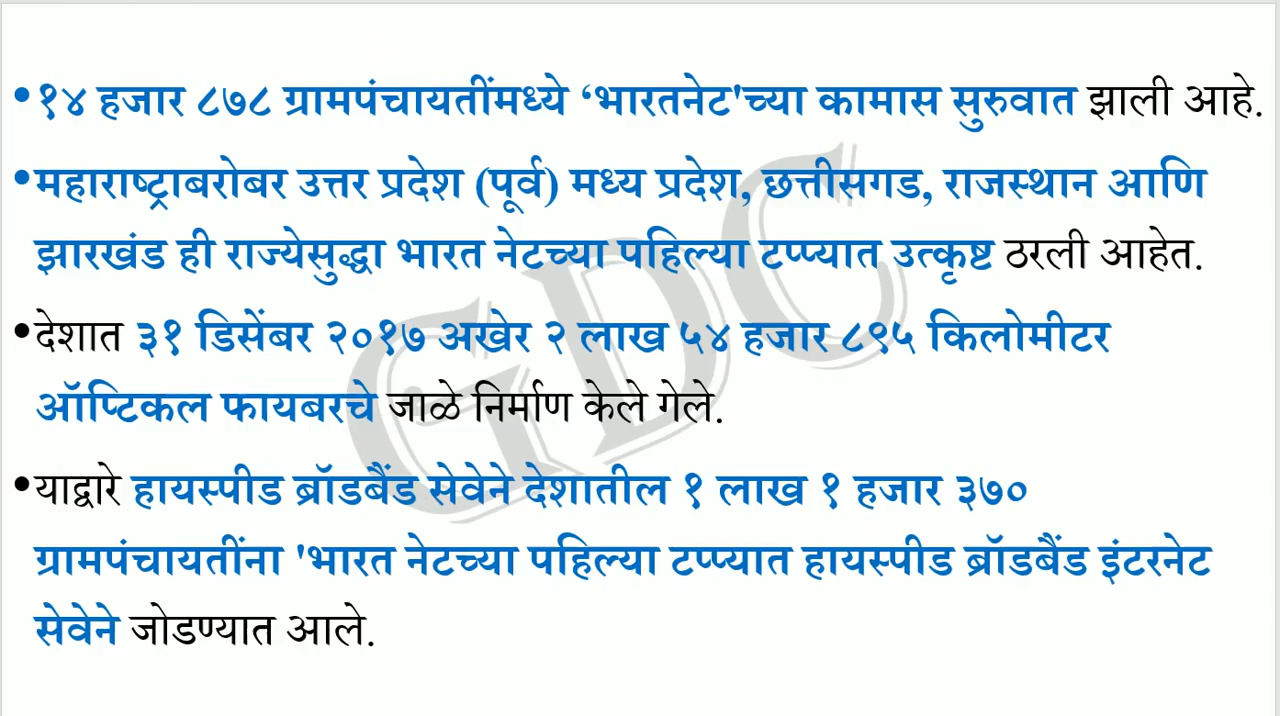 • १४ हजार ८७८ ग्रामपंचायतींमध्ये ‘भारतनेट'च्या कामास सुरुवात झाली आहे.
• महाराष्ट्राबरोबर उत्तर प्रदेश (पूर्व) मध्य प्रदेश, छत्तीसगड, राजस्थान आणि
झारखंड ही राज्येसुद्धा भारत नेटच्या पहिल्या टप्प्यात उत्कृष्ट ठरली आहेत.
• देशात ३१ डिसेंबर २०१७ अखेर २ लाख ५४ हजार ८९५ किलोमीटर
ऑप्टिकल फायबरचे जाळे निर्माण केले गेले.
• याद्वारे हायस्पीड ब्रॉडबैंड सेवेने देशातील १ लाख १ हजार ३७०
ग्रामपंचायतींना 'भारत नेटच्या पहिल्या टप्प्यात हायस्पीड ब्रॉडबैंड इंटरनेट
सेवेने जोडण्यात आले.
GDC